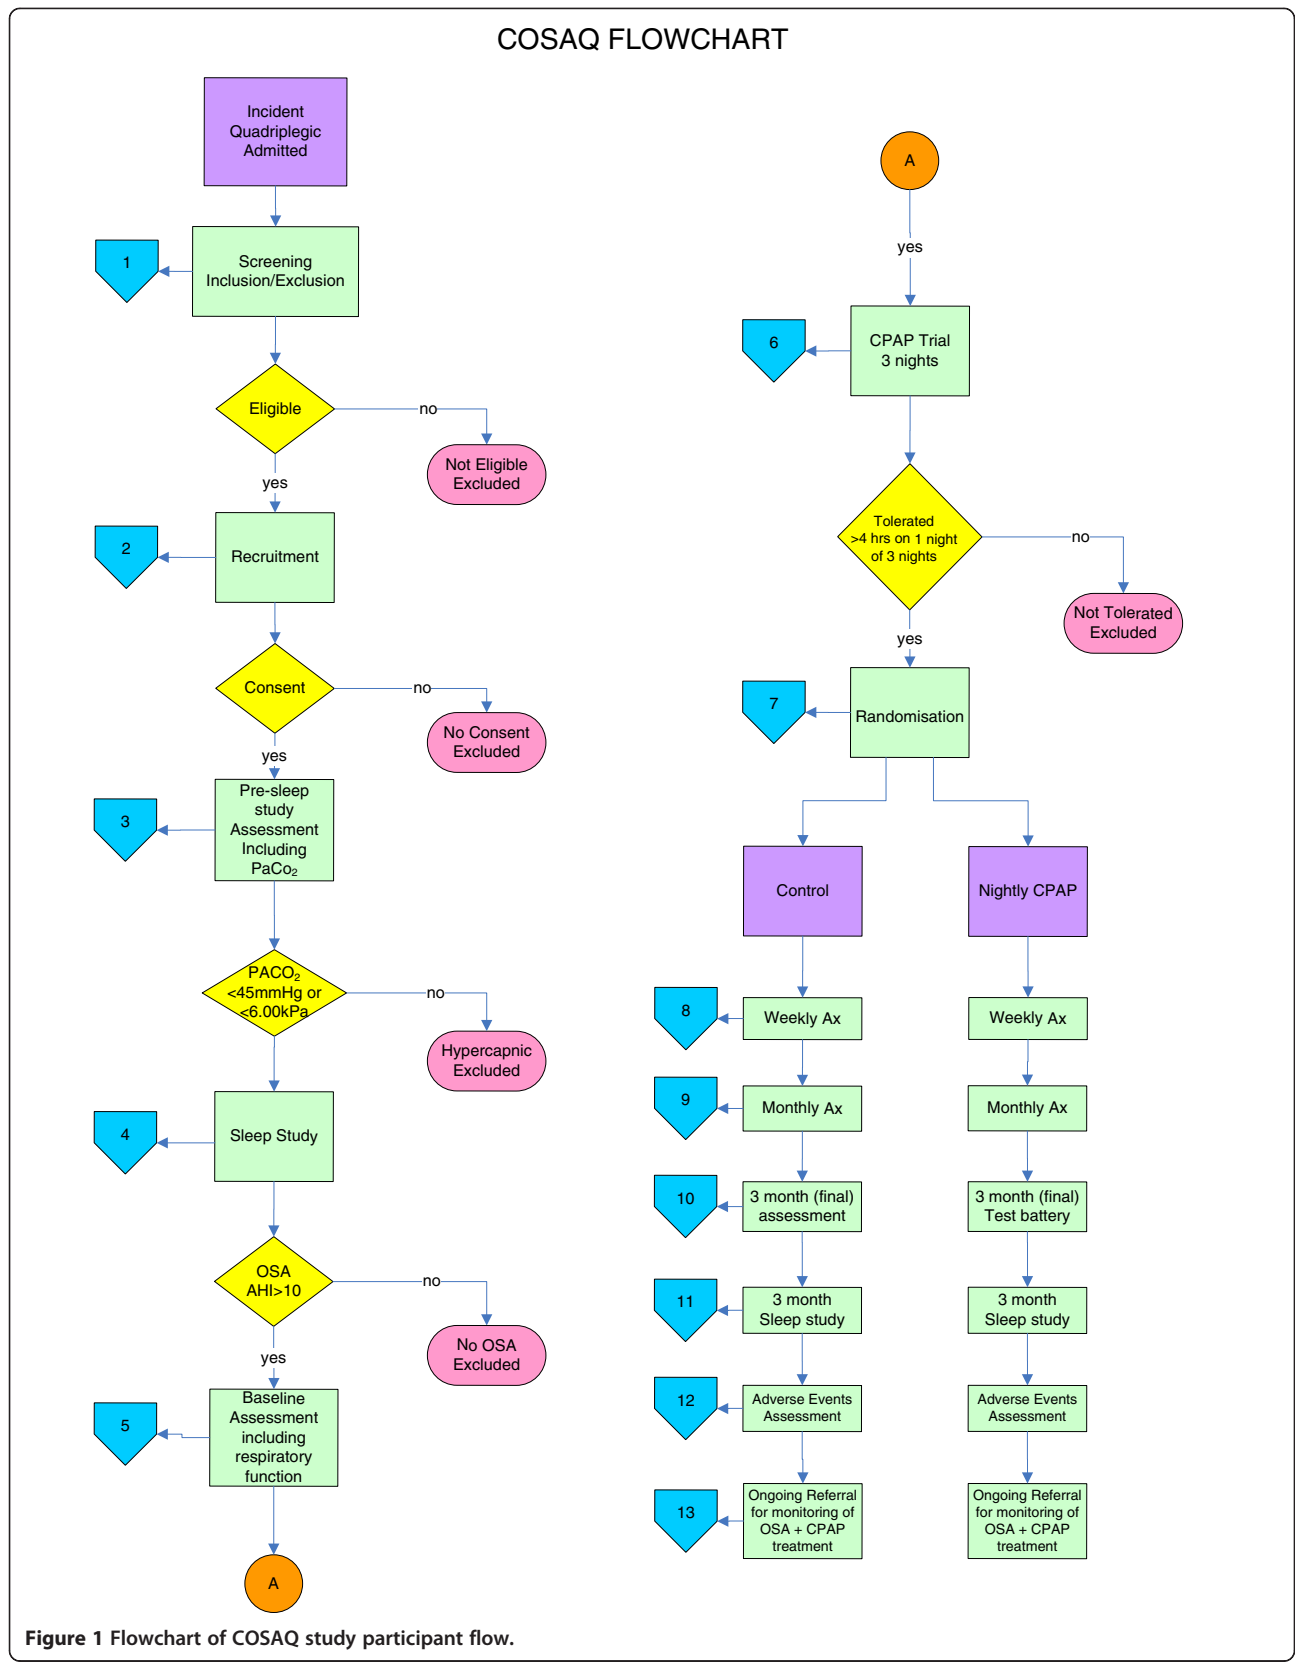 COSAQ FLOWCHART
Incident
Quadriplegic
Admitted
1
Screening
Inclusion/Exclusion
Eligible
no
Not Eligible
Excluded
yes
2
Recruitment
Consent
no
No Consent
Excluded
yes
3
Pre-sleep
study
Assessment
Including
PaCo₂
PACO₂
<45mmHg or
<6.00kPa
no
Hypercapnic
Excluded
4
Sleep Study
OSA
AHI>10
no
No OSA
Excluded
yes
5
Baseline
Assessment
including
respiratory
function
A
A
yes
6
CPAP Trial
3 nights
Tolerated
>4 hrs on 1 night
of 3 nights
no
Not Tolerated
Excluded
yes
7
Randomisation
Control
Nightly CPAP
8
Weekly Ax
Weekly Ax
9
Monthly Ax
Monthly Ax
10
3 month (final)
assessment
3 month (final)
Test battery
11
3 month
Sleep study
3 month
Sleep study
12
Adverse Events
Assessment
Adverse Events
Assessment
13
Ongoing Referral
for monitoring of
OSA + CPAP
treatment
Ongoing Referral
for monitoring of
OSA + CPAP
treatment
Figure 1 Flowchart of COSAQ study participant flow.